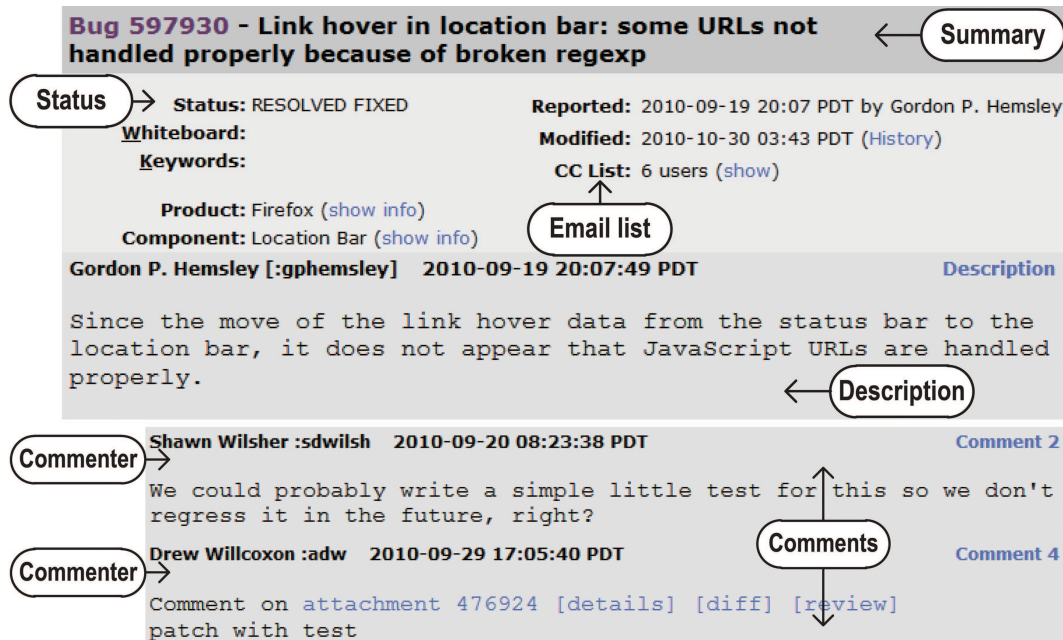 Bug 597930 - Link hover in location bar: some URLs not
handled properly because of broken regexp
Summary
Status
Status: RESOLVED FIXED
Whiteboard:
Keywords:
Product: Firefox (show info)
Component: Location Bar (show info)
Reported: 2010-09-19 20:07 PDT by Gordon P. Hemsley
Modified: 2010-10-30 03:43 PDT (History)
CC List: 6 users (show)
Email list
Gordon P. Hemsley [:gphemsley] 2010-09-19 20:07:49 PDT Description
Since the move of the link hover data from the status bar to the
location bar, it does not appear that JavaScript URLs are handled
properly.
Description
Commenter
Shawn Wilsher :sdwilsh 2010-09-20 08:23:38 PDT Comment 2
We could probably write a simple little test for this so we don't
regress it in the future, right?
Comments
Commenter
Drew Willcoxon :adw 2010-09-29 17:05:40 PDT Comment 4
Comment on attachment 476924 [details] [diff] [review]
patch with test